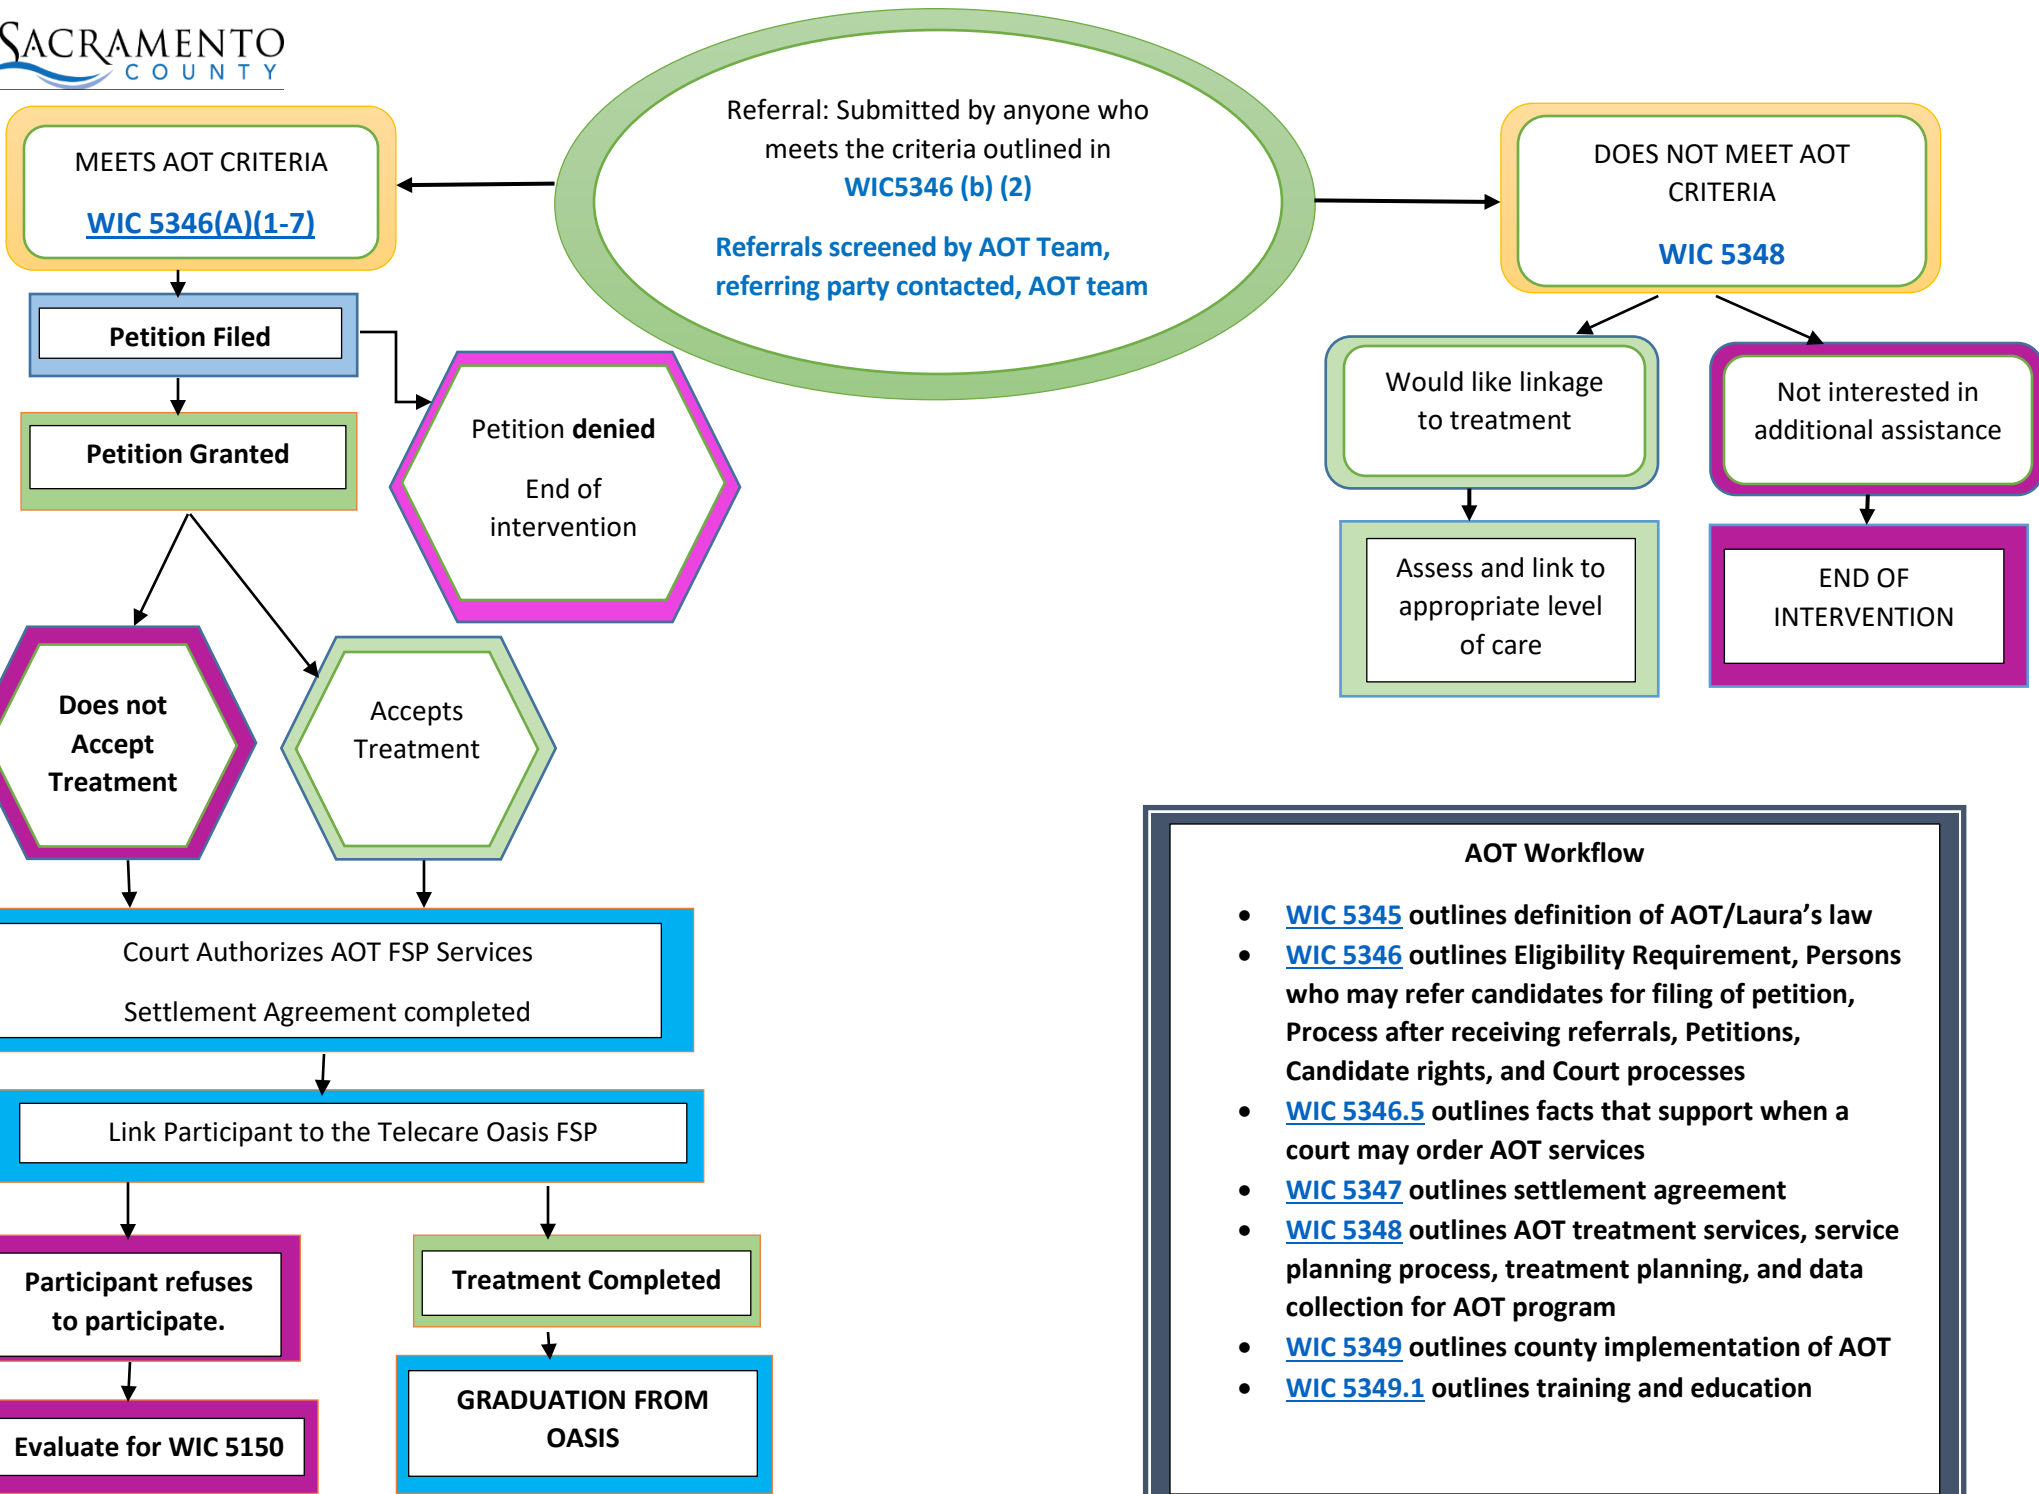 SACRAMENTO
COUNTY
Referral: Submitted by anyone who
meets the criteria outlined in
WIC5346 (b) (2)
Referrals screened by AOT Team,
referring party contacted, AOT team
MEETS AOT CRITERIA
WIC 5346(A)(1-7)
DOES NOT MEET AOT
CRITERIA
WIC 5348
Petition Filed
Petition denied
End of
intervention
Petition Granted
Would like linkage
to treatment
Not interested in
additional assistance
Assess and link to
appropriate level
of care
END OF
INTERVENTION
Does not
Accept
Treatment
Accepts
Treatment
Court Authorizes AOT FSP Services
Settlement Agreement completed
Link Participant to the Telecare Oasis FSP
Participant refuses
to participate.
Treatment Completed
Evaluate for WIC 5150
GRADUATION FROM
OASIS
AOT Workflow
• WIC 5345 outlines definition of AOT/Laura’s law
• WIC 5346 outlines Eligibility Requirement, Persons
who may refer candidates for filing of petition,
Process after receiving referrals, Petitions,
Candidate rights, and Court processes
• WIC 5346.5 outlines facts that support when a
court may order AOT services
• WIC 5347 outlines settlement agreement
• WIC 5348 outlines AOT treatment services, service
planning process, treatment planning, and data
collection for AOT program
• WIC 5349 outlines county implementation of AOT
• WIC 5349.1 outlines training and education